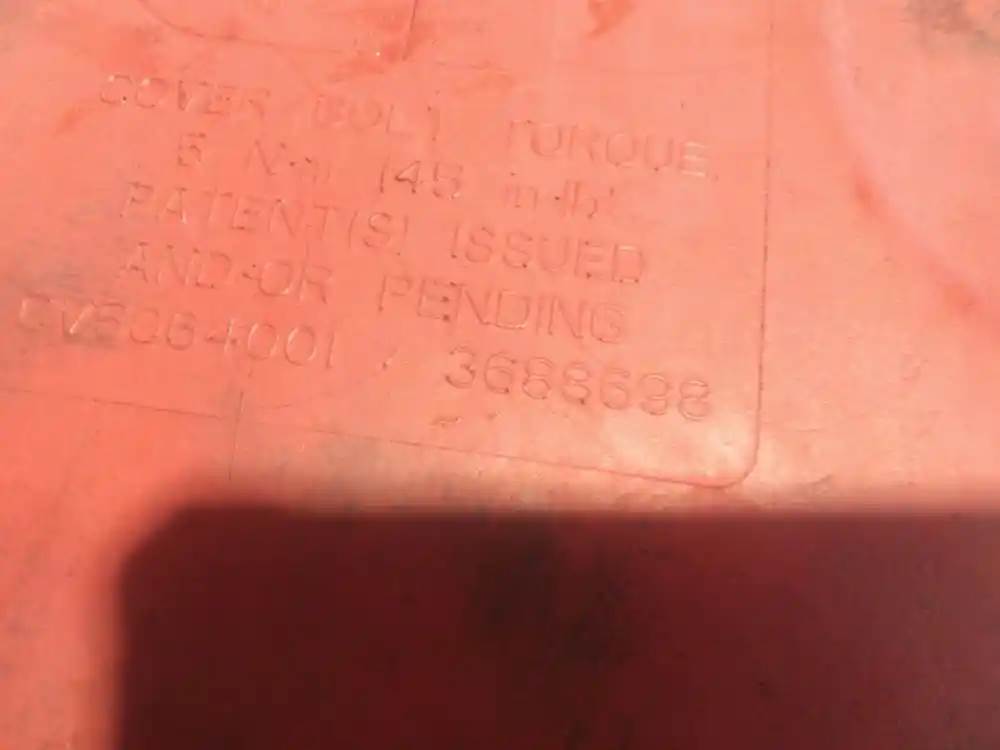 COVER BOLT TORQUE
5 N·m (45 in·lb)
PATENT(S) ISSUED
AND/OR PENDING
CV5064001 / 3688698